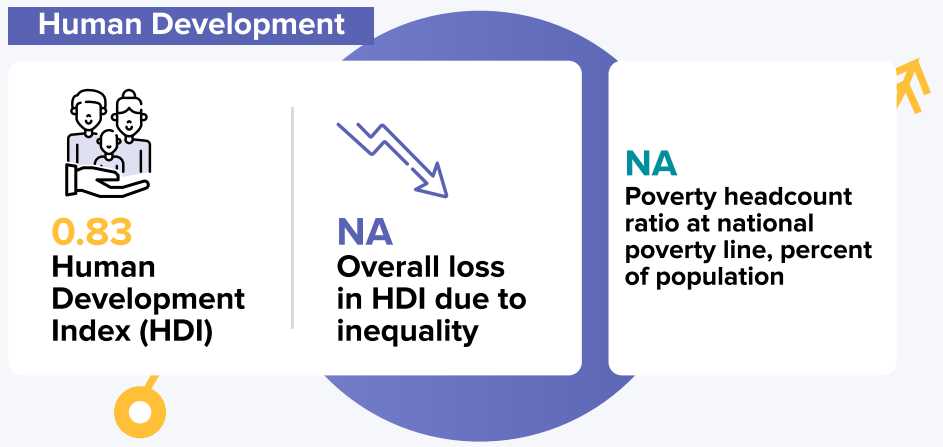 Human Development
0.83
Human
Development
Index (HDI)
NA
Overall loss
in HDI due to
inequality
NA
Poverty headcount
ratio at national
poverty line, percent
of population